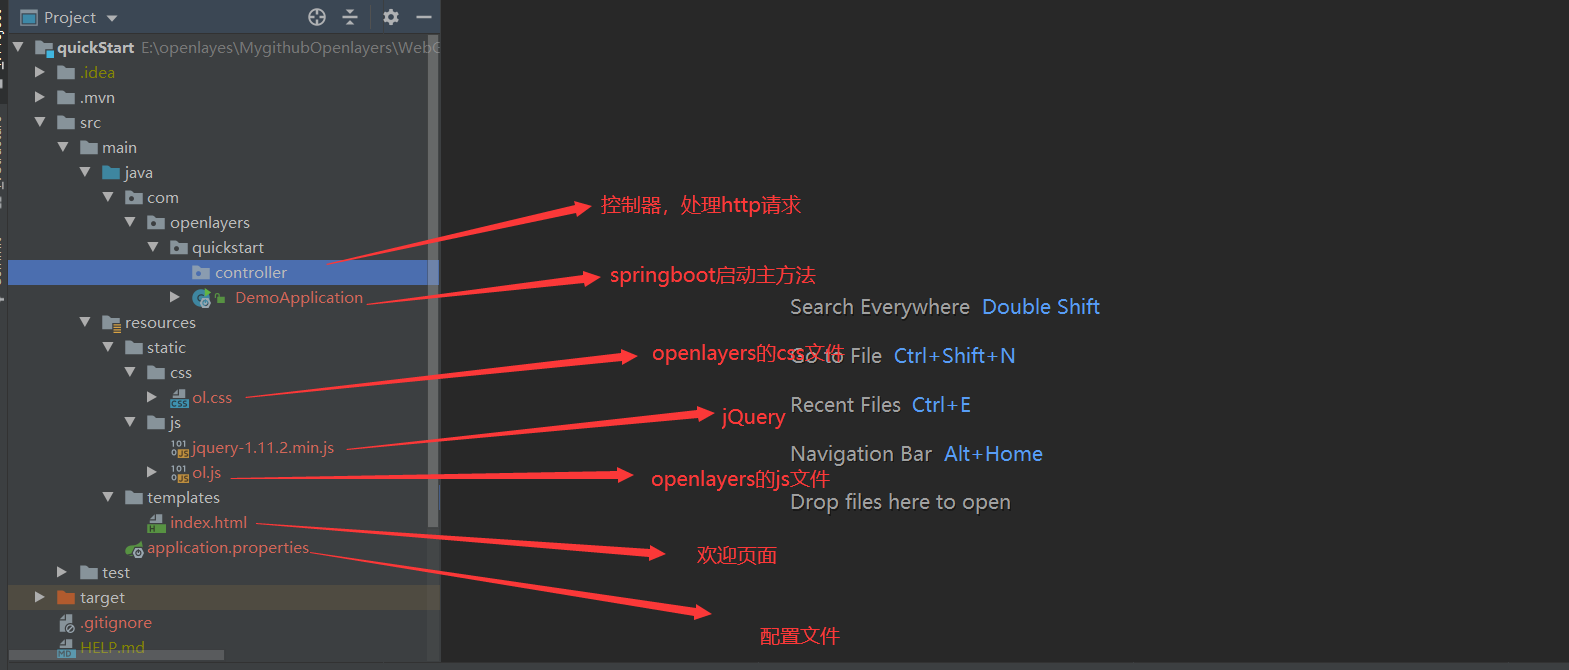 Project
quickStart E:\openlayes\MygithubOpenlayers\Web
.idea
.mvn
src
main
java
com
openlayers
quickstart
controller
DemoApplication
resources
static
css
ol.css
js
jquery-1.11.2.min.js
ol.js
templates
index.html
application.properties
test
target
.gitignore
HELP.md
控制器，处理http请求
springboot启动主方法
Search Everywhere Double Shift
openlayers的css文件
Go to File Ctrl+Shift+N
Recent Files Ctrl+E
jQuery
Navigation Bar Alt+Home
openlayers的js文件
Drop files here to open
欢迎页面
配置文件